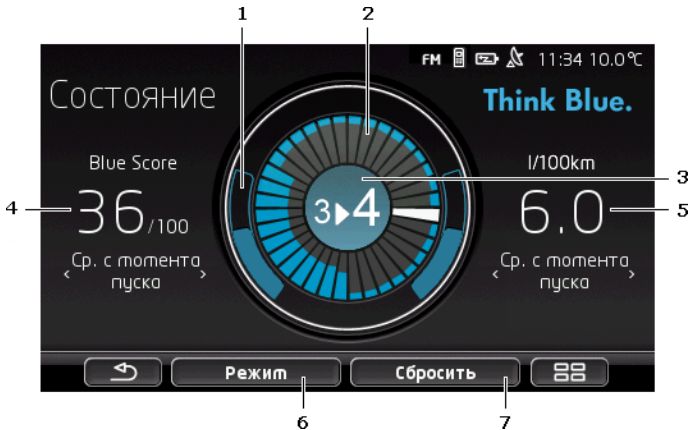 1
2
FM 11:34 10.0°C
Состояние
Think Blue.
Blue Score
l/100km
3
3▶4
4
36/100
6.0
5
‹ Ср. с момента пуска ›
‹ Ср. с момента пуска ›
Режим
Сбросить
6
7